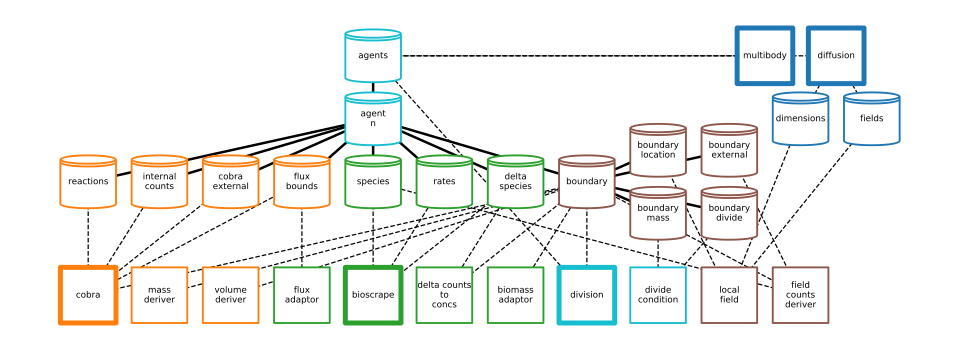 agents
multibody
diffusion
agent
n
dimensions
fields
reactions
internal
counts
cobra
external
flux
bounds
species
rates
delta
species
boundary
boundary
location
boundary
external
boundary
mass
boundary
divide
cobra
mass
deriver
volume
deriver
flux
adaptor
bioscrape
delta counts
to
concs
biomass
adaptor
division
divide
condition
local
field
field
counts
deriver